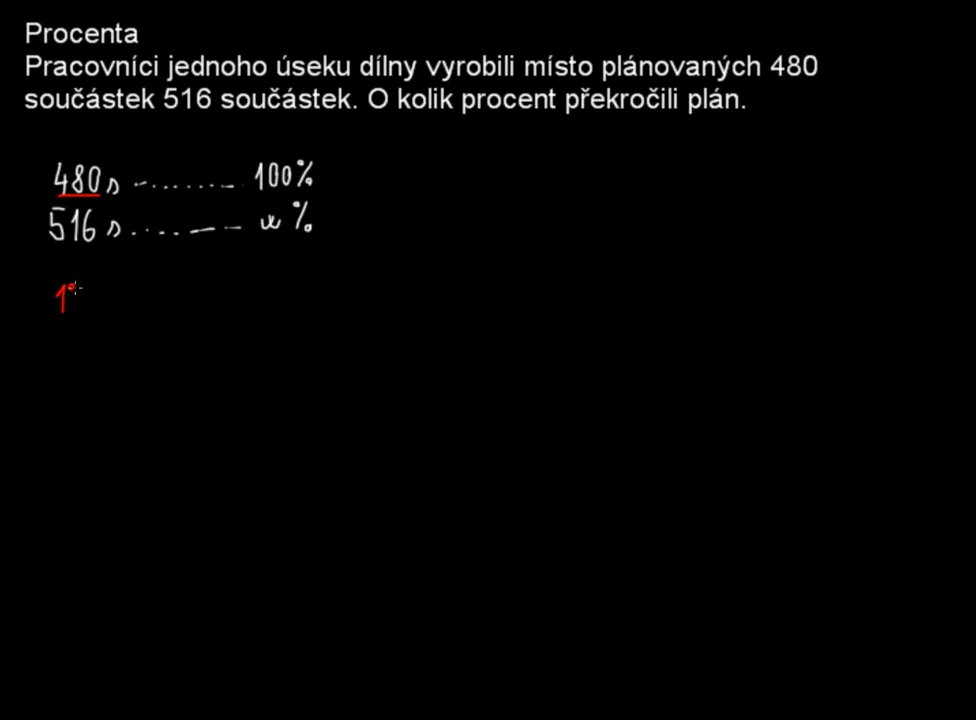 Procenta
Pracovníci jednoho úseku dílny vyrobili místo plánovaných 480
součástek 516 součástek. O kolik procent překročili plán.
480 s ......... 100%
516 s ......... x %
1